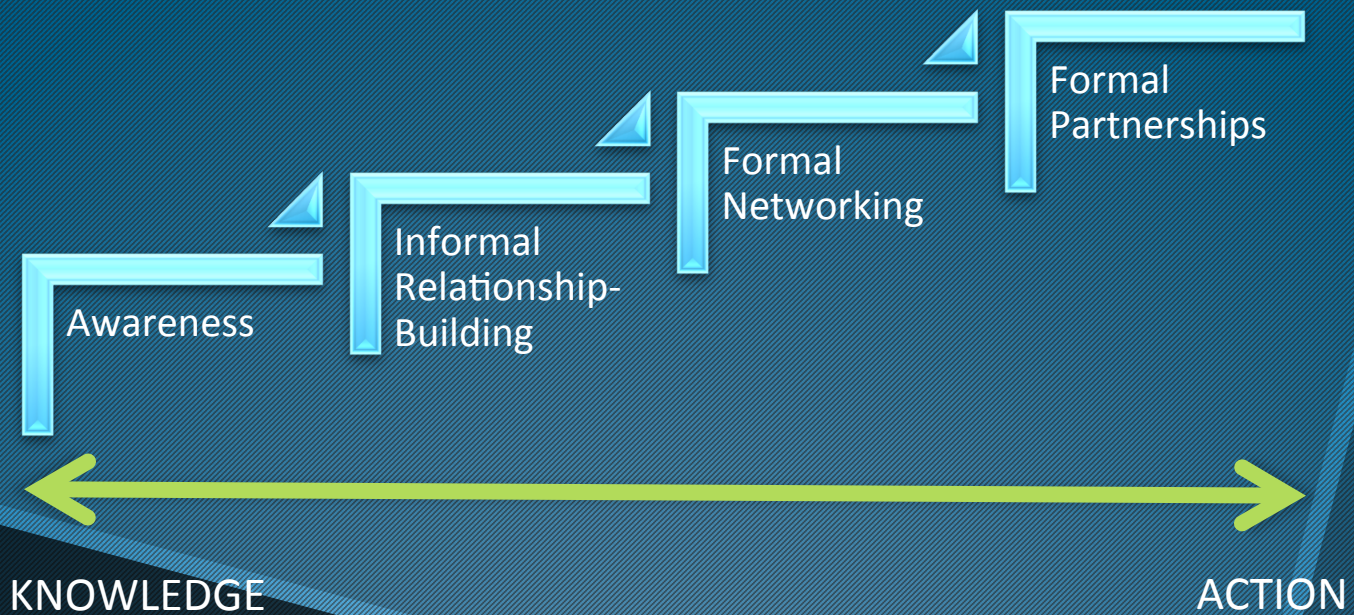 Awareness
Informal
Relationship-
Building
Formal
Networking
Formal
Partnerships
KNOWLEDGE
ACTION